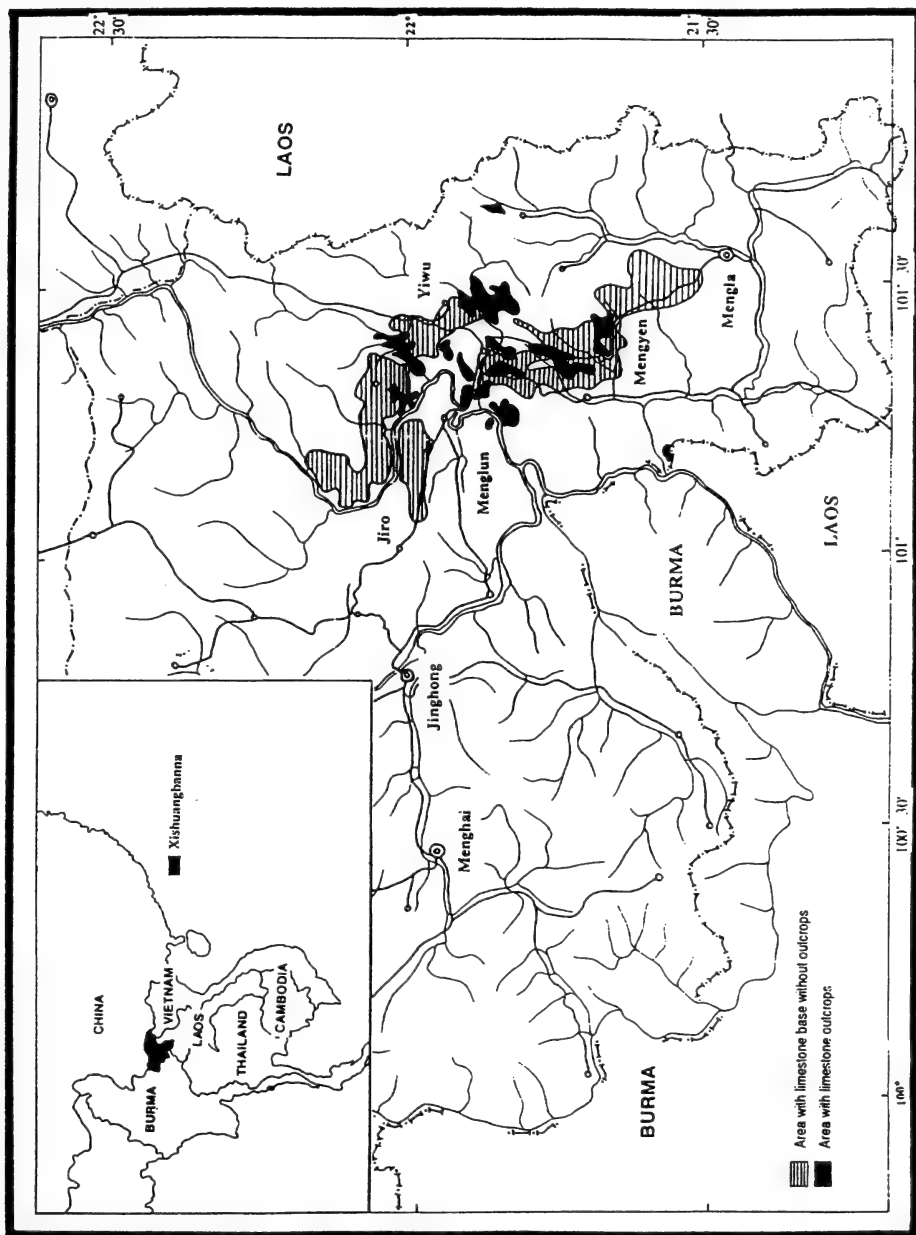 CHINA
BURMA
VIETNAM
LAOS
THAILAND
CAMBODIA
Xishuangbanna
22°
30'
22°
21°
30'
LAOS
Yiwu
Jiro
Menglun
Mengyen
Mengla
Jinghong
Menghai
BURMA
LAOS
BURMA
100°
100° 30'
101°
101° 30'
Area with limestone base without outcrops
Area with limestone outcrops